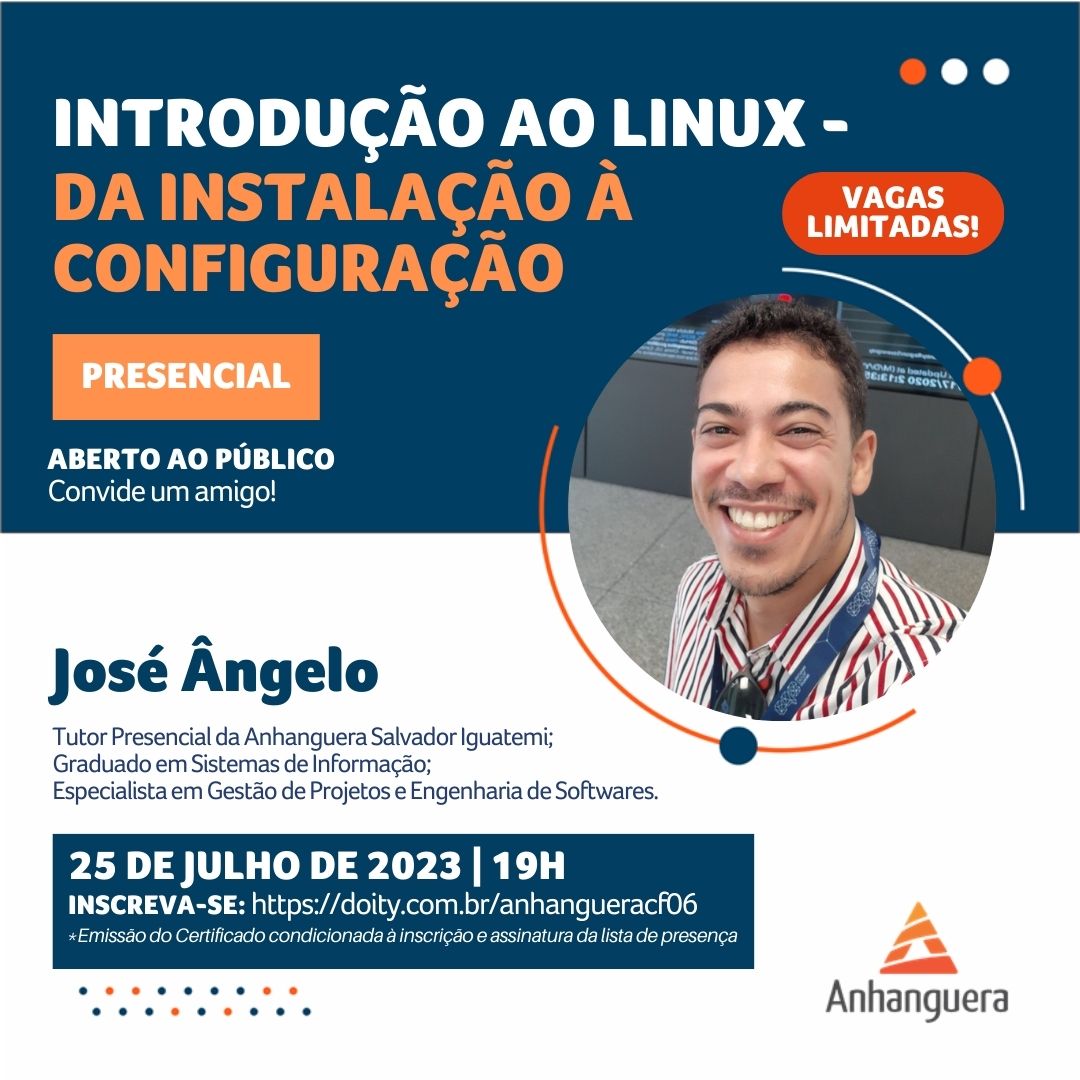 INTRODUÇÃO AO LINUX -
DA INSTALAÇÃO À
CONFIGURAÇÃO
VAGAS
LIMITADAS!
PRESENCIAL
ABERTO AO PÚBLICO
Convide um amigo!
José Ângelo
Tutor Presencial da Anhanguera Salvador Iguatemi;
Graduado em Sistemas de Informação;
Especialista em Gestão de Projetos e Engenharia de Softwares.
25 DE JULHO DE 2023 | 19H
INSCREVA-SE: https://doity.com.br/anhangueracf06
*Emissão do Certificado condicionada à inscrição e assinatura da lista de presença
Anhanguera